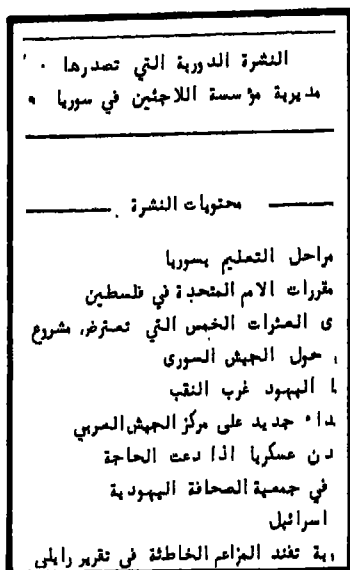 النشرة الدورية التي تصدرها
مديرية مؤسسة اللاجئين في سوريا
محتويات النشرة
مراحل التعليم بسوريا
مقررات الامم المتحدة في فلسطين
ى العثرات الخمس التي تعترض مشروع
حول الجيش السورى
اليهود غرب النقب
جديد على مركز الجيش العربي
عسكريا اذا دعت الحاجة
في جمعية الصحافة اليهودية
اسرائيل
تفند المزاعم الخاطئة في تقرير رايلي